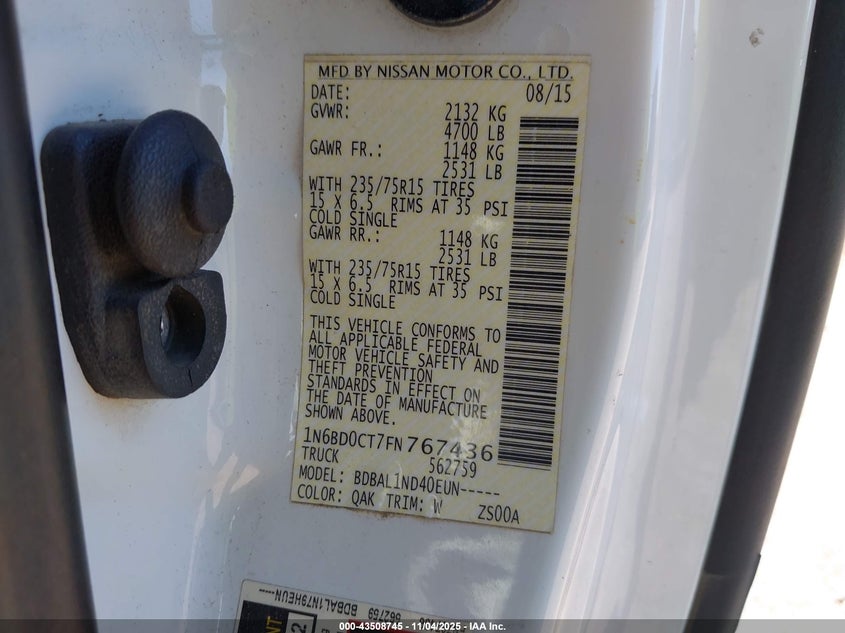 MFD BY NISSAN MOTOR CO., LTD.
DATE: 08/15
GVWR: 2132 KG
4700 LB
GAWR FR.: 1148 KG
2531 LB
WITH 235/75R15 TIRES
15 X 6.5 RIMS AT 35 PSI
COLD SINGLE
GAWR RR.: 1148 KG
2531 LB
WITH 235/75R15 TIRES
15 X 6.5 RIMS AT 35 PSI
COLD SINGLE
THIS VEHICLE CONFORMS TO
ALL APPLICABLE FEDERAL
MOTOR VEHICLE SAFETY AND
THEFT PREVENTION
STANDARDS IN EFFECT ON
THE DATE OF MANUFACTURE
SHOWN ABOVE.
1N6BD0CT7FN767436
TRUCK 562759
MODEL: BDBAL1ND40EUN-----
COLOR: QAK TRIM: W ZS00A
562759 BDBAL1N79HEUN-----
© 43508745 - 11/04/2025 - IAA Inc.